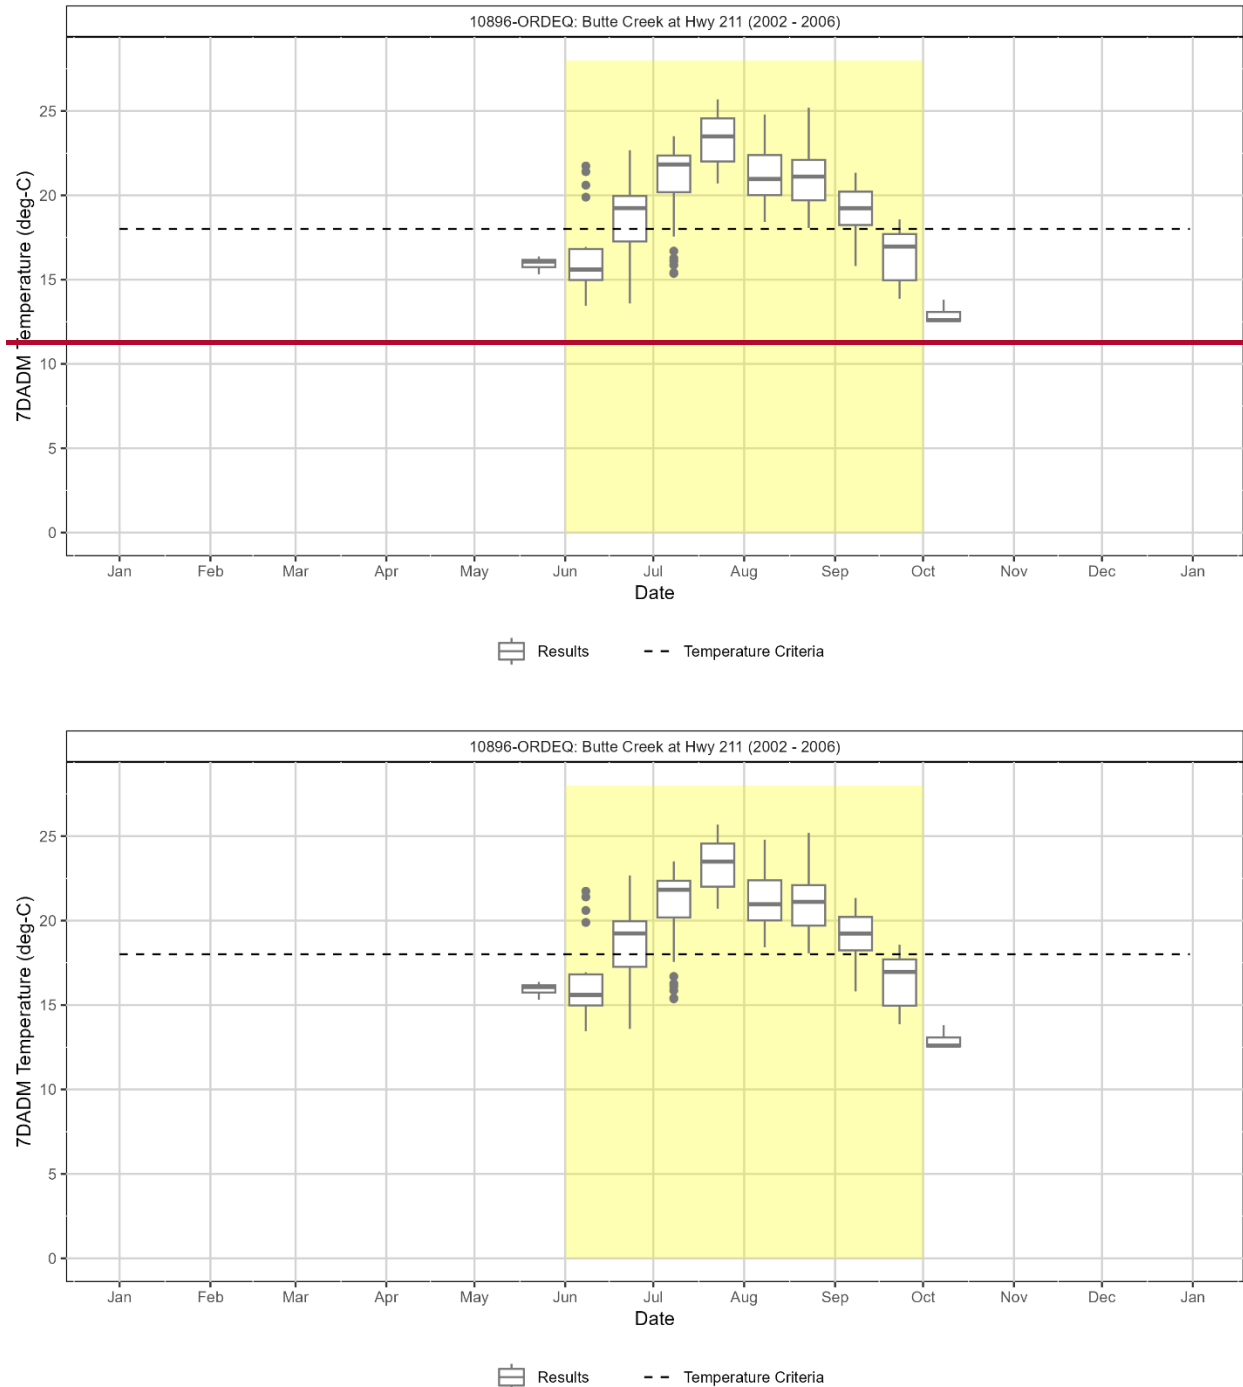 10896-ORDEQ: Butte Creek at Hwy 211 (2002 - 2006)
25
20
15
10
5
0
7DADM Temperature (deg-C)
Jan Feb Mar Apr May Jun Jul Aug Sep Oct Nov Dec Jan
Date
Results Temperature Criteria
10896-ORDEQ: Butte Creek at Hwy 211 (2002 - 2006)
25
20
15
10
5
0
7DADM Temperature (deg-C)
Jan Feb Mar Apr May Jun Jul Aug Sep Oct Nov Dec Jan
Date
Results Temperature Criteria